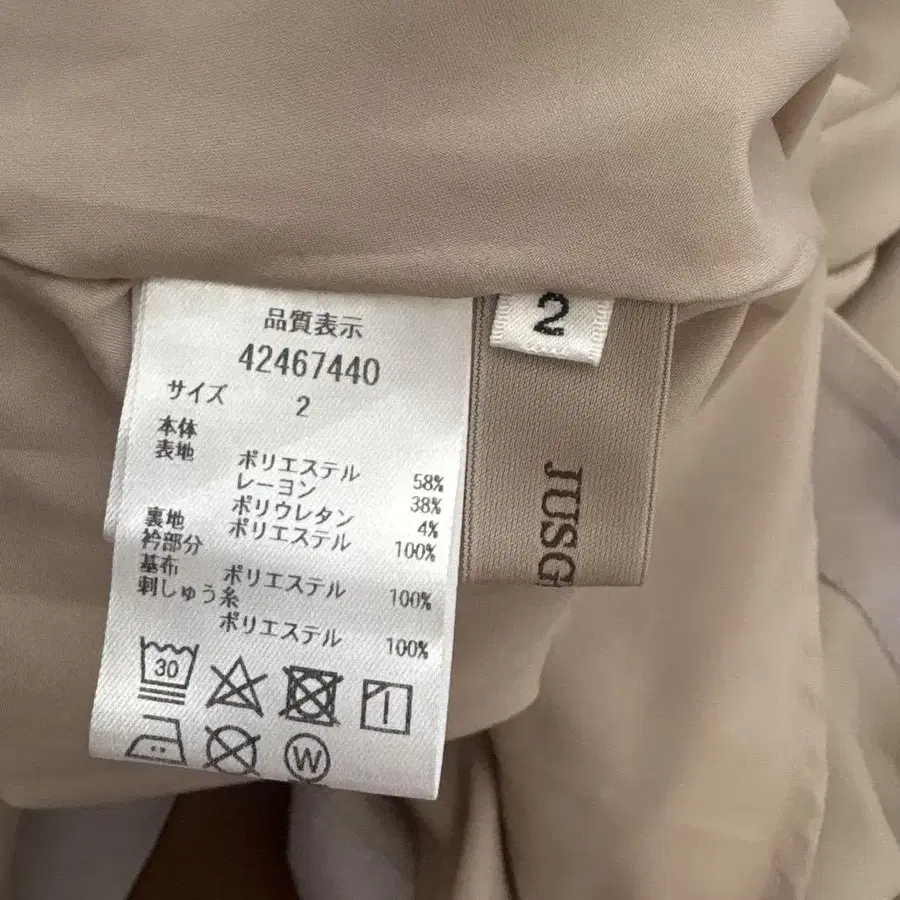 品質表示
42467440
サイズ 2
本体
表地 ポリエステル 58%
レーヨン 38%
ポリウレタン 4%
裏地 ポリエステル 100%
衿部分
基布 ポリエステル 100%
刺しゅう糸
ポリエステル 100%
30
W
2
JUSG